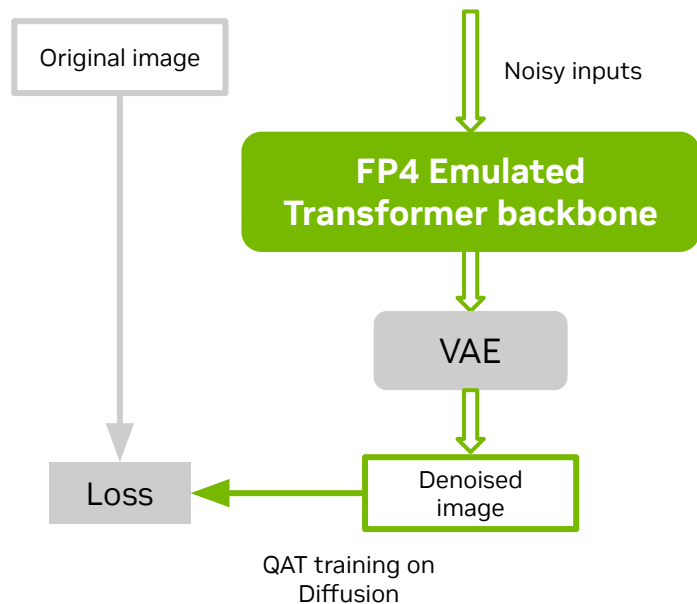 Original image
Noisy inputs
FP4 Emulated
Transformer backbone
VAE
Denoised
image
Loss
QAT training on
Diffusion